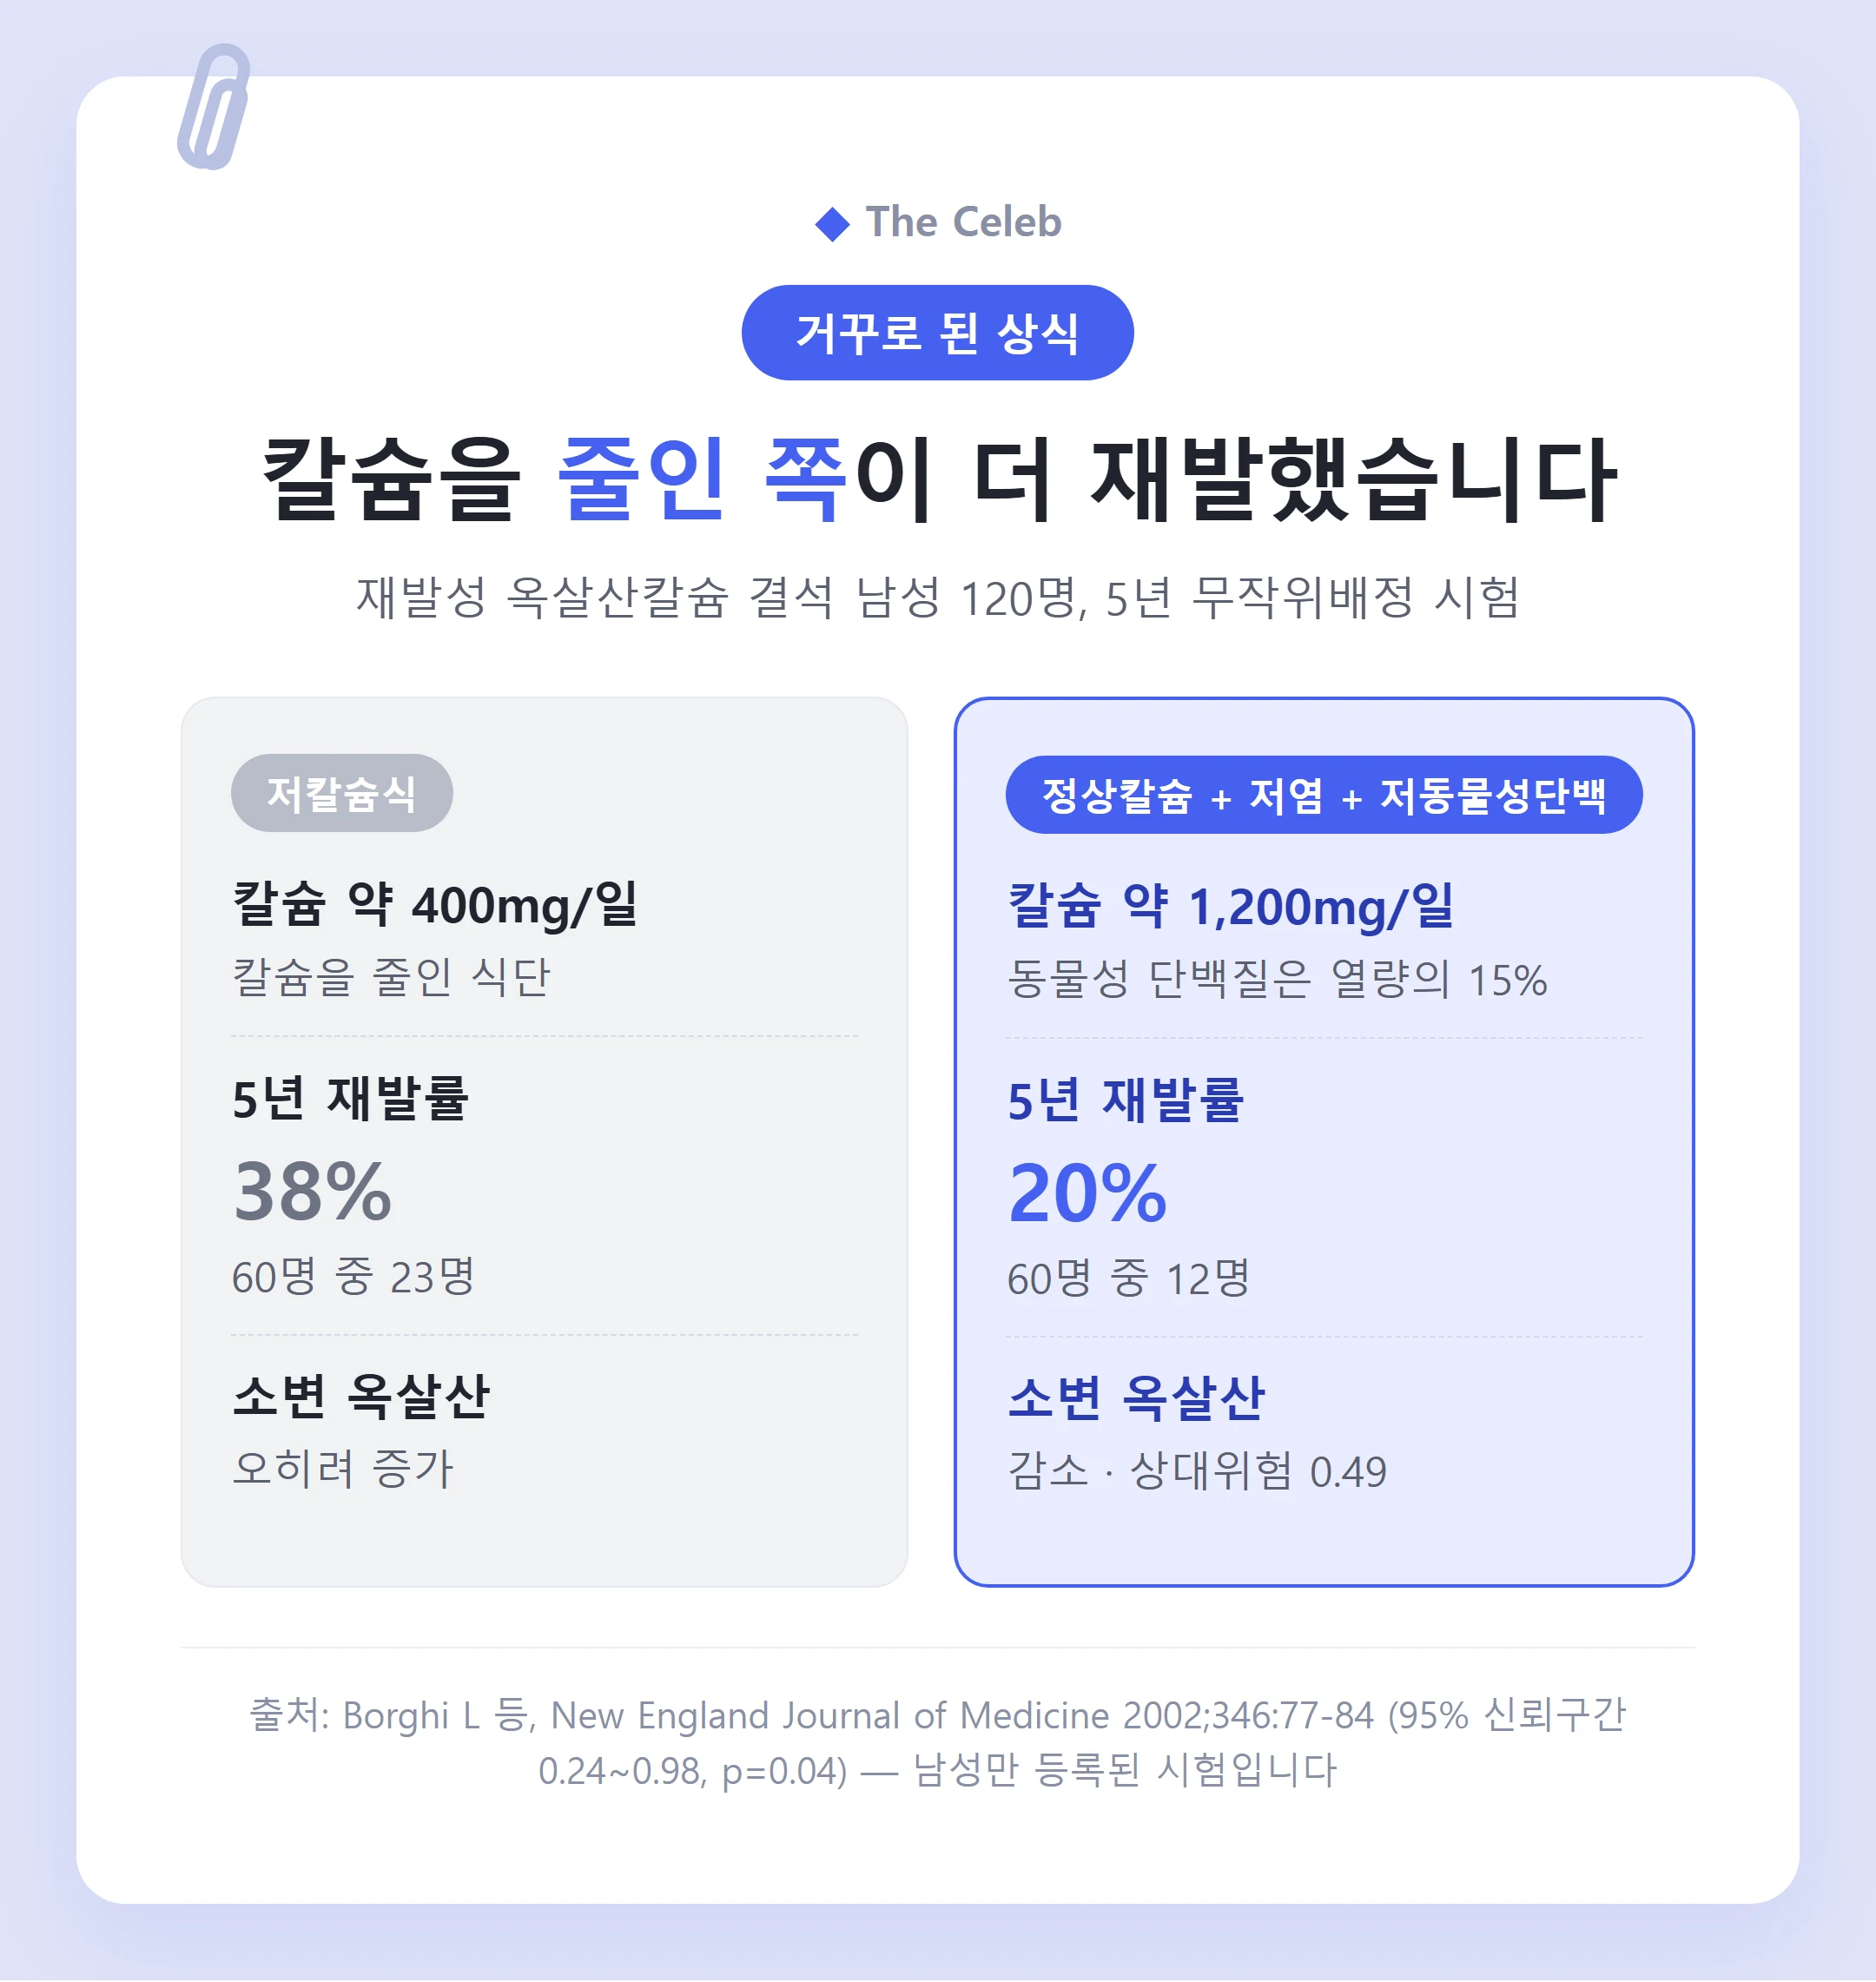 The Celeb
거꾸로 된 상식
칼슘을 줄인 쪽이 더 재발했습니다
재발성 옥살산칼슘 결석 남성 120명, 5년 무작위배정 시험
저칼슘식
칼슘 약 400mg/일
칼슘을 줄인 식단
5년 재발률
38%
60명 중 23명
소변 옥살산
오히려 증가
정상칼슘 + 저염 + 저동물성단백
칼슘 약 1,200mg/일
동물성 단백질은 열량의 15%
5년 재발률
20%
60명 중 12명
소변 옥살산
감소 · 상대위험 0.49
출처: Borghi L 등, New England Journal of Medicine 2002;346:77-84 (95% 신뢰구간
0.24~0.98, p=0.04) — 남성만 등록된 시험입니다